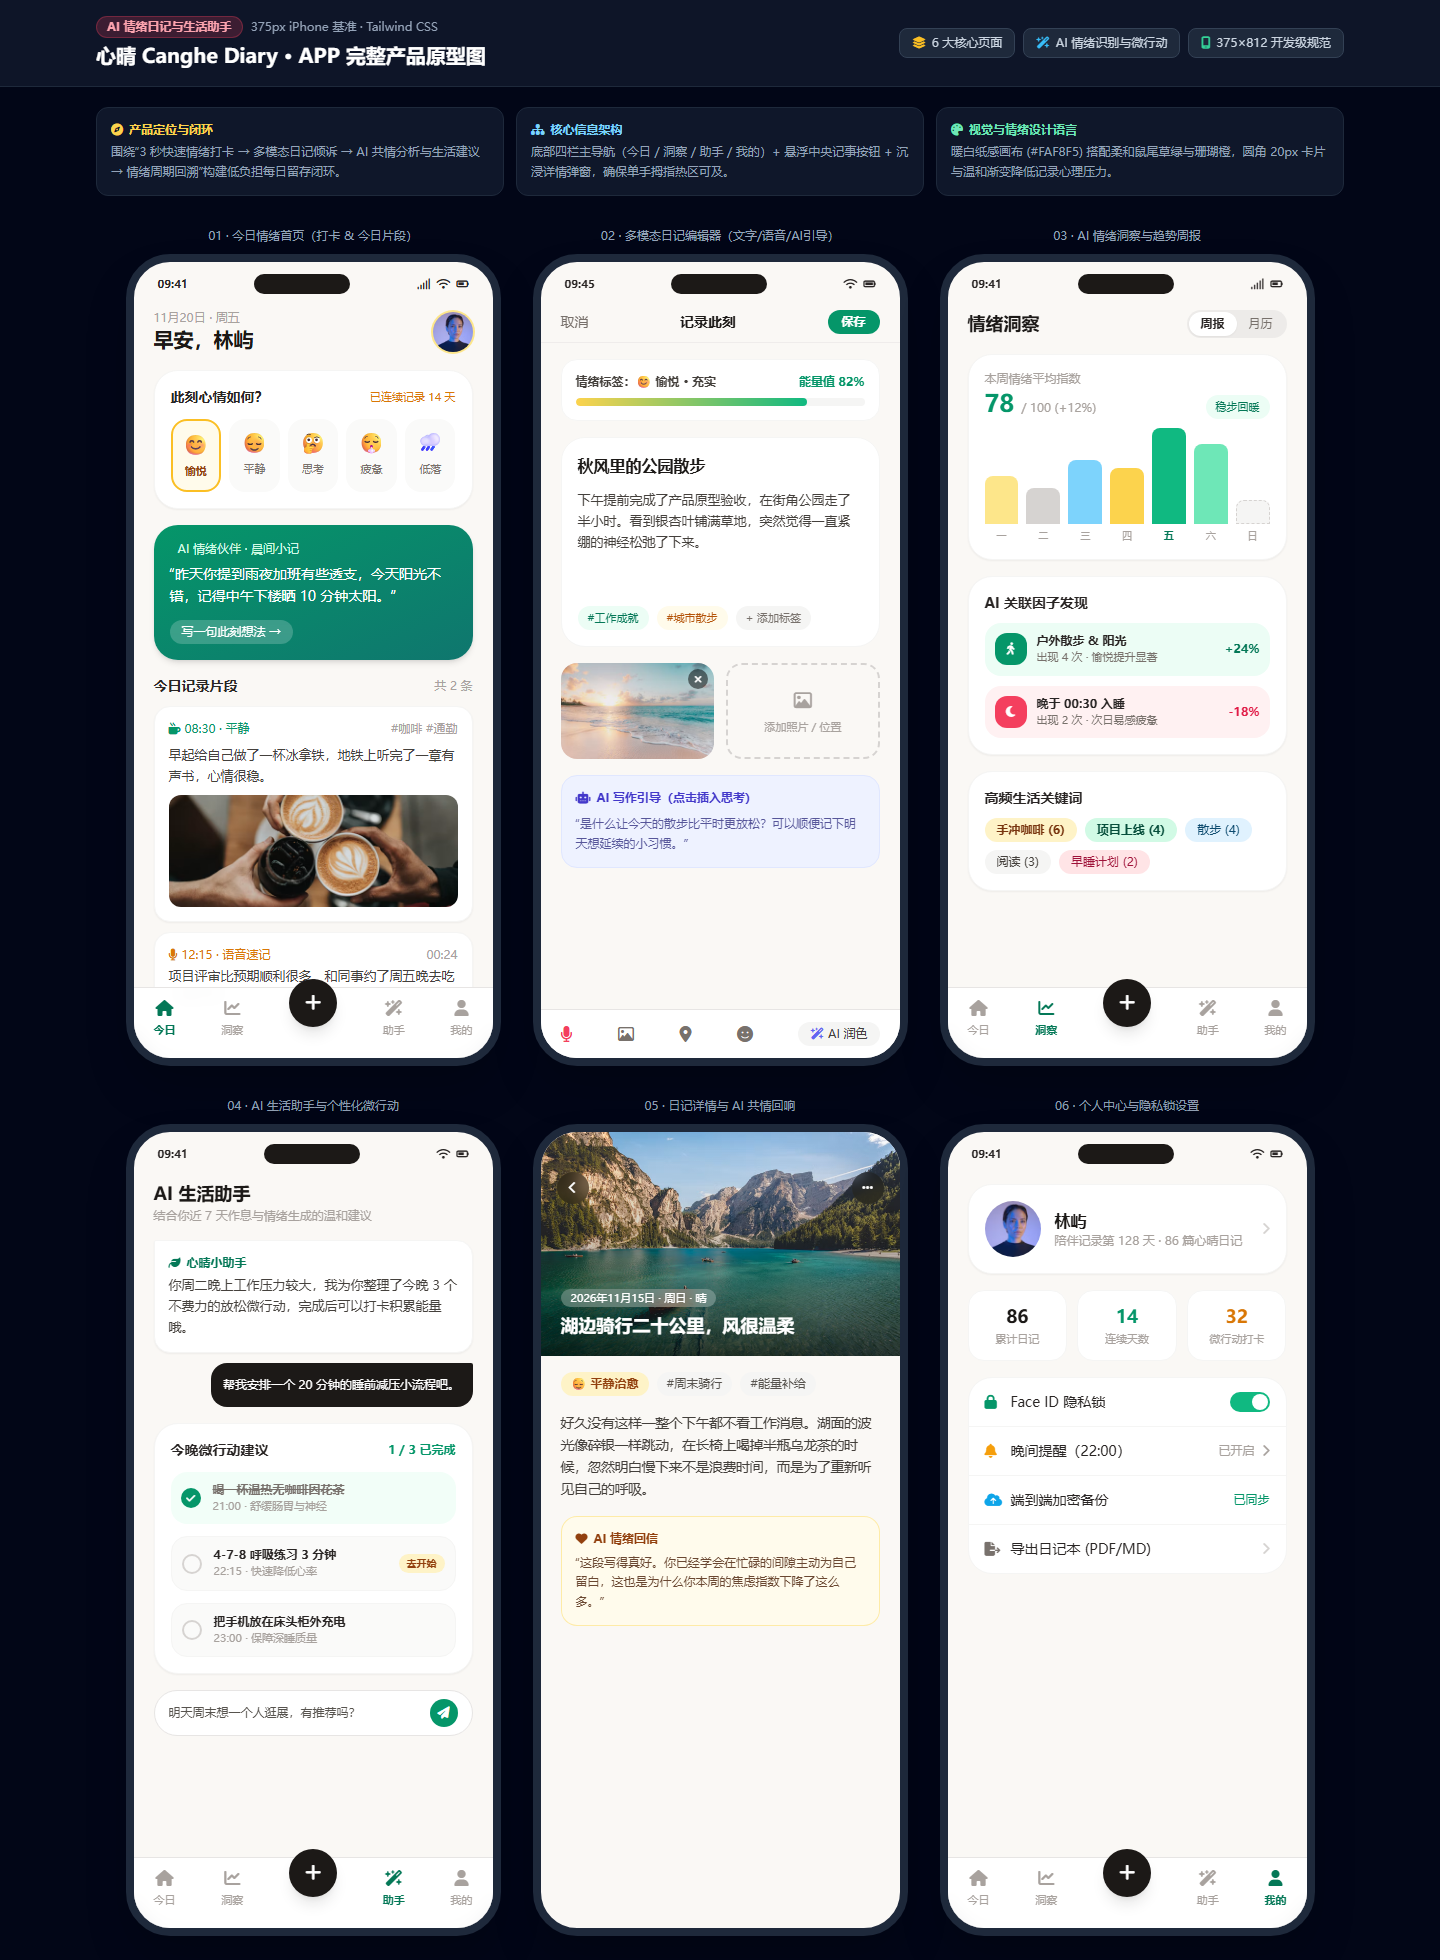 AI 情绪日记与生活助手
375px iPhone 基准 · Tailwind CSS
心晴 Canghe Diary • APP 完整产品原型图
6 大核心页面
AI 情绪识别与微行动
375×812 开发级规范
产品定位与闭环
围绕“3 秒快速情绪打卡 → 多模态日记倾诉 → AI 共情分析与生活建议
→ 情绪周期回溯”构建低负担每日留存闭环。
核心信息架构
底部四栏主导航（今日 / 洞察 / 助手 / 我的）+ 悬浮中央记事按钮 + 沉
浸详情弹窗，确保单手拇指热区可及。
视觉与情绪设计语言
暖白纸感画布 (#FAF8F5) 搭配柔和鼠尾草绿与珊瑚橙，圆角 20px 卡片
与温和渐变降低记录心理压力。
01 · 今日情绪首页（打卡 & 今日片段）
09:41
11月20日 · 周五
早安，林屿
此刻心情如何？
已连续记录 14 天
愉悦
平静
思考
疲惫
低落
AI 情绪伙伴 · 晨间小记
“昨天你提到雨夜加班有些透支，今天阳光不
错，记得中午下楼晒 10 分钟太阳。”
写一句此刻想法 →
今日记录片段
共 2 条
08:30 · 平静
#咖啡 #通勤
早起给自己做了一杯冰拿铁，地铁上听完了一章有
声书，心情很稳。
12:15 · 语音速记
00:24
项目评审比预期顺利很多，和同事约了周五晚去吃
今日
洞察
助手
我的
02 · 多模态日记编辑器（文字/语音/AI引导）
09:45
取消
记录此刻
保存
情绪标签：
愉悦 · 充实
能量值 82%
秋风里的公园散步
下午提前完成了产品原型验收，在街角公园走了
半小时。看到银杏叶铺满草地，突然觉得一直紧
绷的神经松弛了下来。
#工作成就
#城市散步
+ 添加标签
添加照片 / 位置
AI 写作引导（点击插入思考）
“是什么让今天的散步比平时更放松？可以顺便记下明
天想延续的小习惯。”
AI 润色
03 · AI 情绪洞察与趋势周报
09:41
情绪洞察
周报
月历
本周情绪平均指数
78 / 100 (+12%)
稳步回暖
一
二
三
四
五
六
日
AI 关联因子发现
户外散步 & 阳光
出现 4 次 · 愉悦提升显著
+24%
晚于 00:30 入睡
出现 2 次 · 次日易感疲惫
-18%
高频生活关键词
手冲咖啡 (6)
项目上线 (4)
散步 (4)
阅读 (3)
早睡计划 (2)
今日
洞察
助手
我的
04 · AI 生活助手与个性化微行动
09:41
AI 生活助手
结合你近 7 天作息与情绪生成的温和建议
心晴小助手
你周二晚上工作压力较大，我为你整理了今晚 3 个
不费力的放松微行动，完成后可以打卡积累能量
哦。
帮我安排一个 20 分钟的睡前减压小流程吧。
今晚微行动建议
1 / 3 已完成
喝一杯温热无咖啡因花茶
21:00 · 舒缓肠胃与神经
4-7-8 呼吸练习 3 分钟
22:15 · 快速降低心率
去开始
把手机放在床头柜外充电
23:00 · 保障深睡质量
明天周末想一个人逛展，有推荐吗？
今日
洞察
助手
我的
05 · 日记详情与 AI 共情回响
2026年11月15日 · 周日 · 晴
湖边骑行二十公里，风很温柔
平静治愈
#周末骑行
#能量补给
好久没有这样一整个下午都不看工作消息。湖面的波
光像碎银一样跳动，在长椅上喝掉半瓶乌龙茶的时
候，忽然明白慢下来不是浪费时间，而是为了重新听
见自己的呼吸。
AI 情绪回信
“这段写得真好。你已经学会在忙碌的间隙主动为自己
留白，这也是为什么你本周的焦虑指数下降了这么
多。”
06 · 个人中心与隐私锁设置
09:41
林屿
陪伴记录第 128 天 · 86 篇心晴日记
86
累计日记
14
连续天数
32
微行动打卡
Face ID 隐私锁
晚间提醒（22:00）
已开启
端到端加密备份
已同步
导出日记本 (PDF/MD)
今日
洞察
助手
我的